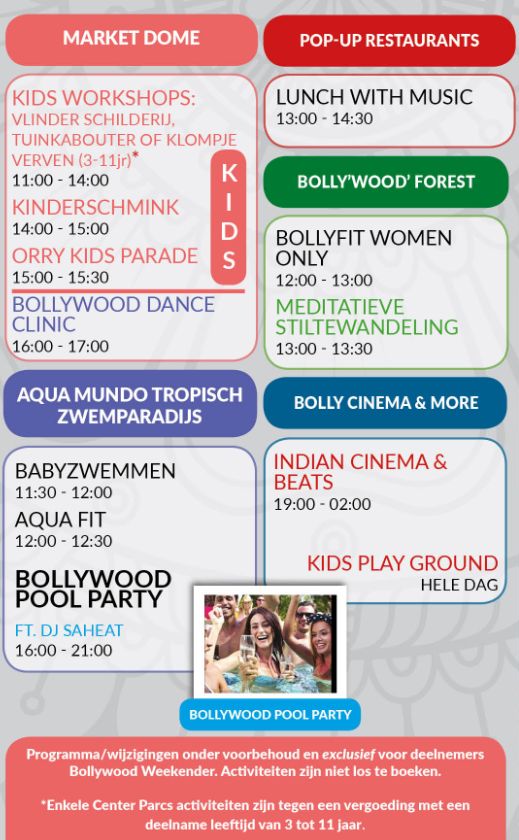 MARKET DOME
KIDS WORKSHOPS:
VLINDER SCHILDERIJ,
TUINKABOUTER OF KLOMPJE
VERVEN (3-11jr)*
11:00 - 14:00
KINDERSCHMINK
14:00 - 15:00
ORRY KIDS PARADE
15:00 - 15:30
KIDS
BOLLYWOOD DANCE
CLINIC
16:00 - 17:00
POP-UP RESTAURANTS
LUNCH WITH MUSIC
13:00 - 14:30
BOLLY'WOOD' FOREST
BOLLYFIT WOMEN
ONLY
12:00 - 13:00
MEDITATIEVE
STILTEWANDELING
13:00 - 13:30
AQUA MUNDO TROPISCH
ZWEMPARADIJS
BABYZWEMMEN
11:30 - 12:00
AQUA FIT
12:00 - 12:30
BOLLYWOOD
POOL PARTY
FT. DJ SAHEAT
16:00 - 21:00
BOLLY CINEMA & MORE
INDIAN CINEMA &
BEATS
19:00 - 02:00
KIDS PLAY GROUND
HELE DAG
BOLLYWOOD POOL PARTY
Programma/wijzigingen onder voorbehoud en exclusief voor deelnemers
Bollywood Weekender. Activiteiten zijn niet los te boeken.
*Enkele Center Parcs activiteiten zijn tegen een vergoeding met een
deelname leeftijd van 3 tot 11 jaar.